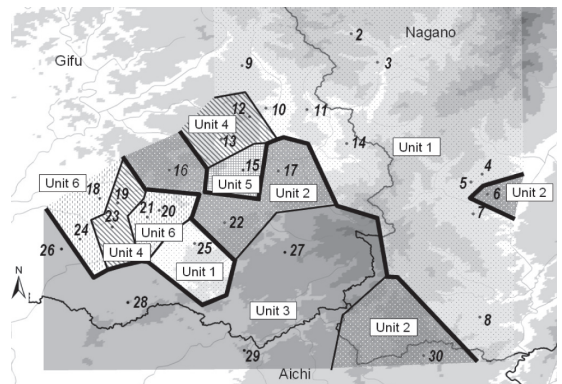 2
Nagano
Gifu
3
9
12
10
11
Unit 4
13
14
Unit 1
16
15
17
4
Unit 6
18
Unit 5
5
6
Unit 2
19
Unit 2
7
21
20
23
22
24
Unit 6
26
Unit 4
25
27
Unit 1
N
28
Unit 3
8
Unit 2
29
30
Aichi